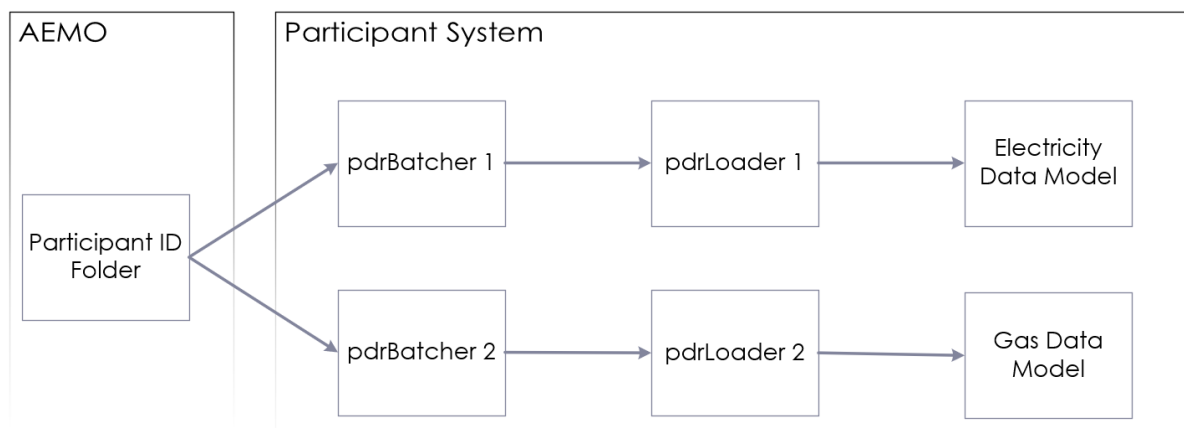 AEMO
Participant System
Participant ID
Folder
pdrBatcher 1
pdrLoader 1
Electricity
Data Model
pdrBatcher 2
pdrLoader 2
Gas Data
Model